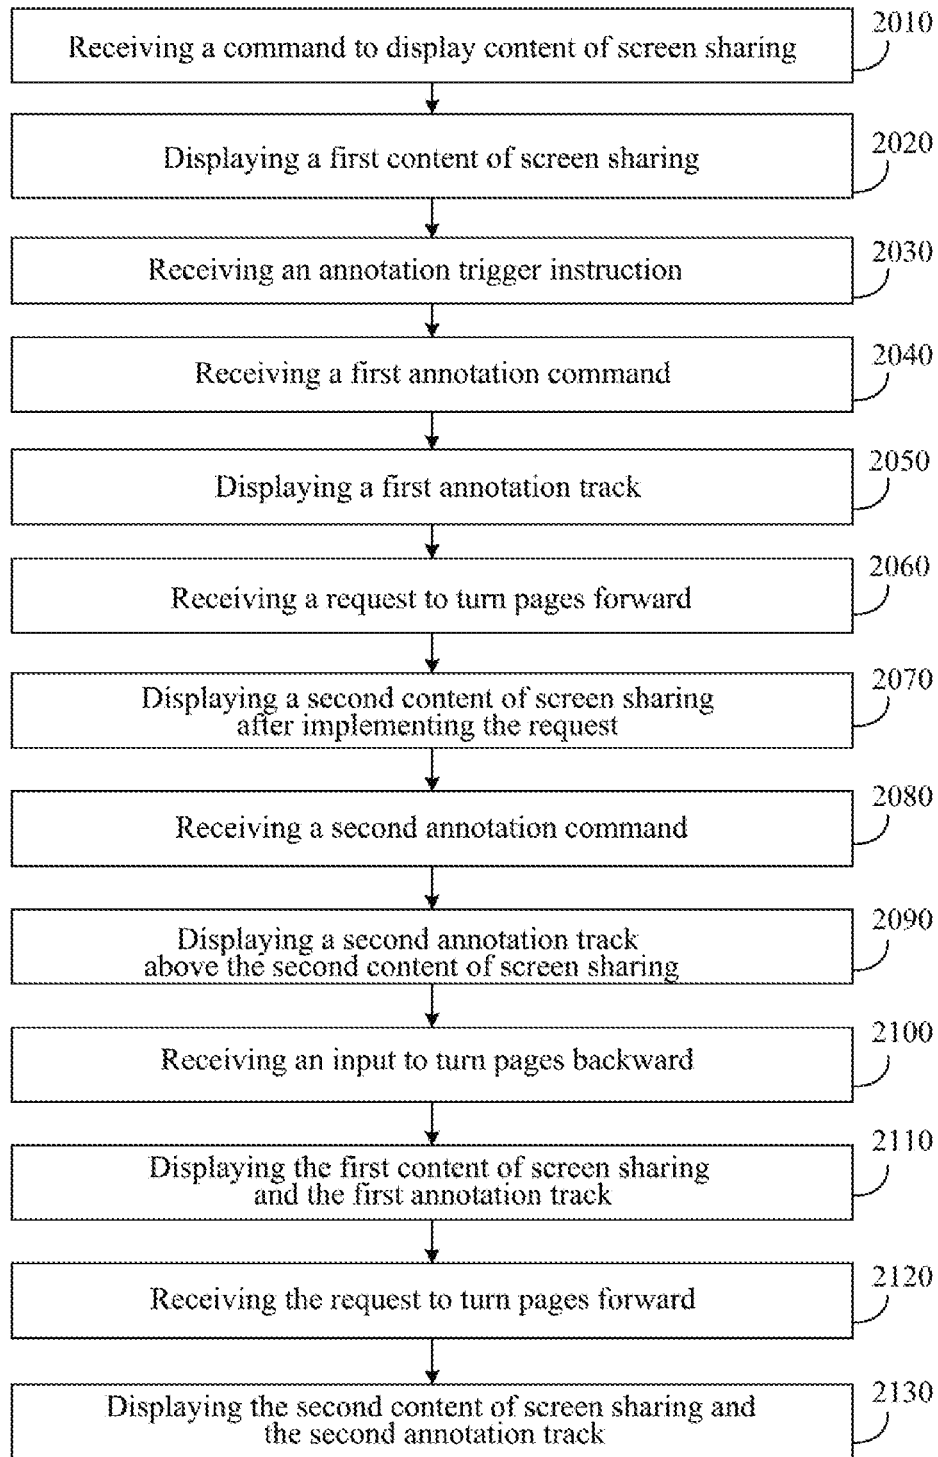 2010
Receiving a command to display content of screen sharing
2020
Displaying a first content of screen sharing
2030
Receiving an annotation trigger instruction
2040
Receiving a first annotation command
2050
Displaying a first annotation track
2060
Receiving a request to turn pages forward
2070
Displaying a second content of screen sharing
after implementing the request
2080
Receiving a second annotation command
2090
Displaying a second annotation track
above the second content of screen sharing
2100
Receiving an input to turn pages backward
2110
Displaying the first content of screen sharing
and the first annotation track
2120
Receiving the request to turn pages forward
2130
Displaying the second content of screen sharing and
the second annotation track